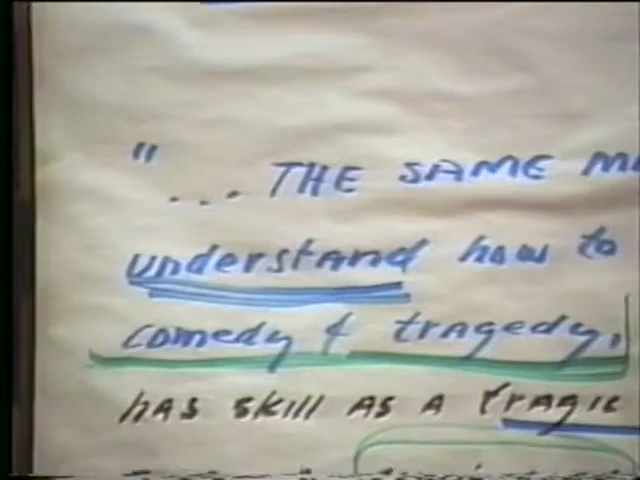 "... THE SAME M
understand how to
comedy & tragedy,
has skill as a tragic